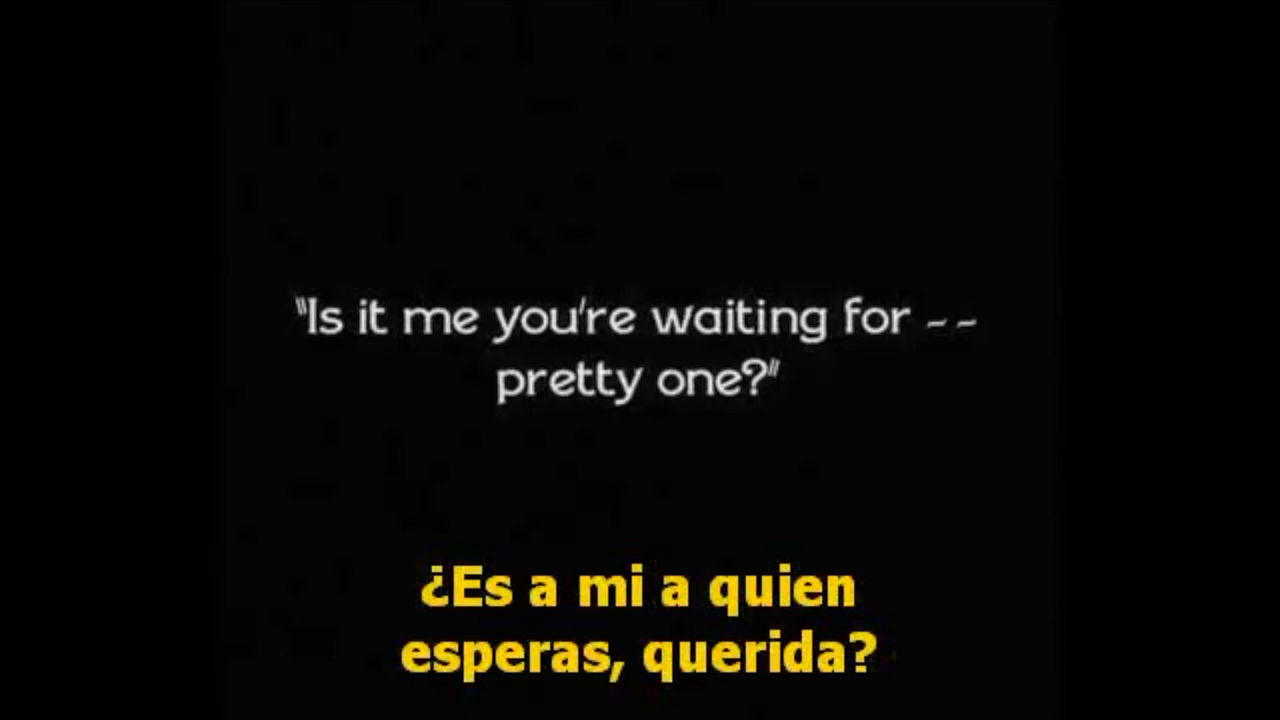 "Is it me you're waiting for --
pretty one?"
¿Es a mi a quien
esperas, querida?